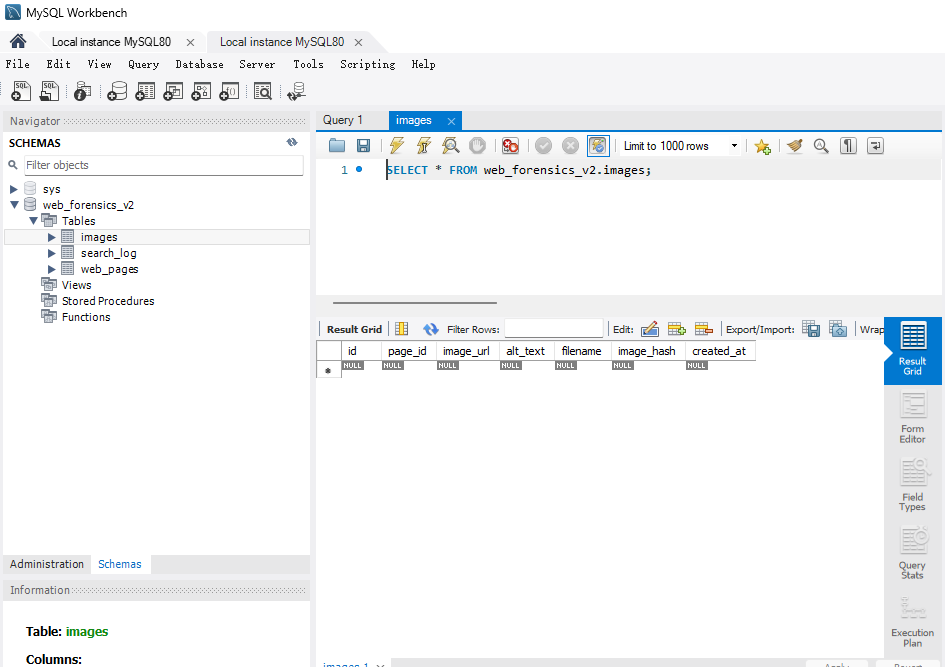 MySQL Workbench
Local instance MySQL80 Local instance MySQL80
File Edit View Query Database Server Tools Scripting Help
Navigator Query 1 images
SCHEMAS Limit to 1000 rows
Filter objects 1 SELECT * FROM web_forensics_v2.images;
sys
web_forensics_v2
Tables
images
search_log
web_pages
Views
Stored Procedures
Functions
Result Grid Filter Rows: Edit: Export/Import: Wrap
id page_id image_url alt_text filename image_hash created_at
NULL NULL NULL NULL NULL NULL NULL
Result
Grid
Form
Editor
Field
Types
Query
Stats
Execution
Plan
Administration Schemas
Information
Table: images
Columns:
images 1 Apply Revert